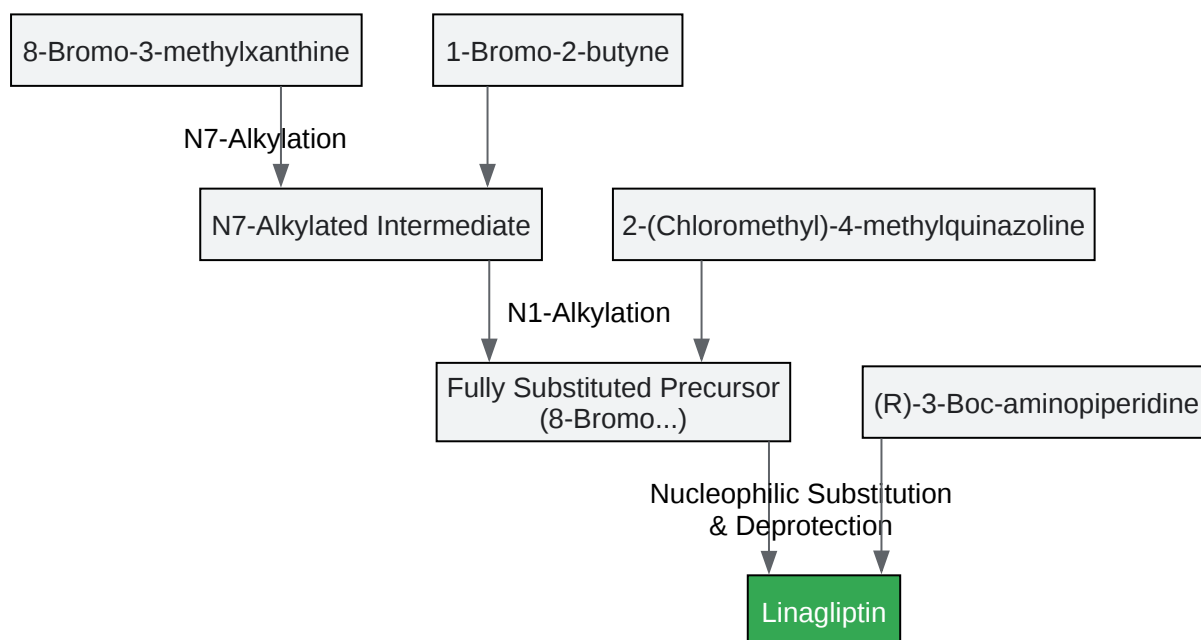 8-Bromo-3-methylxanthine
1-Bromo-2-butyne
N7-Alkylation
N7-Alkylated Intermediate
2-(Chloromethyl)-4-methylquinazoline
N1-Alkylation
Fully Substituted Precursor
(8-Bromo...)
(R)-3-Boc-aminopiperidine
Nucleophilic Substitution
& Deprotection
Linagliptin